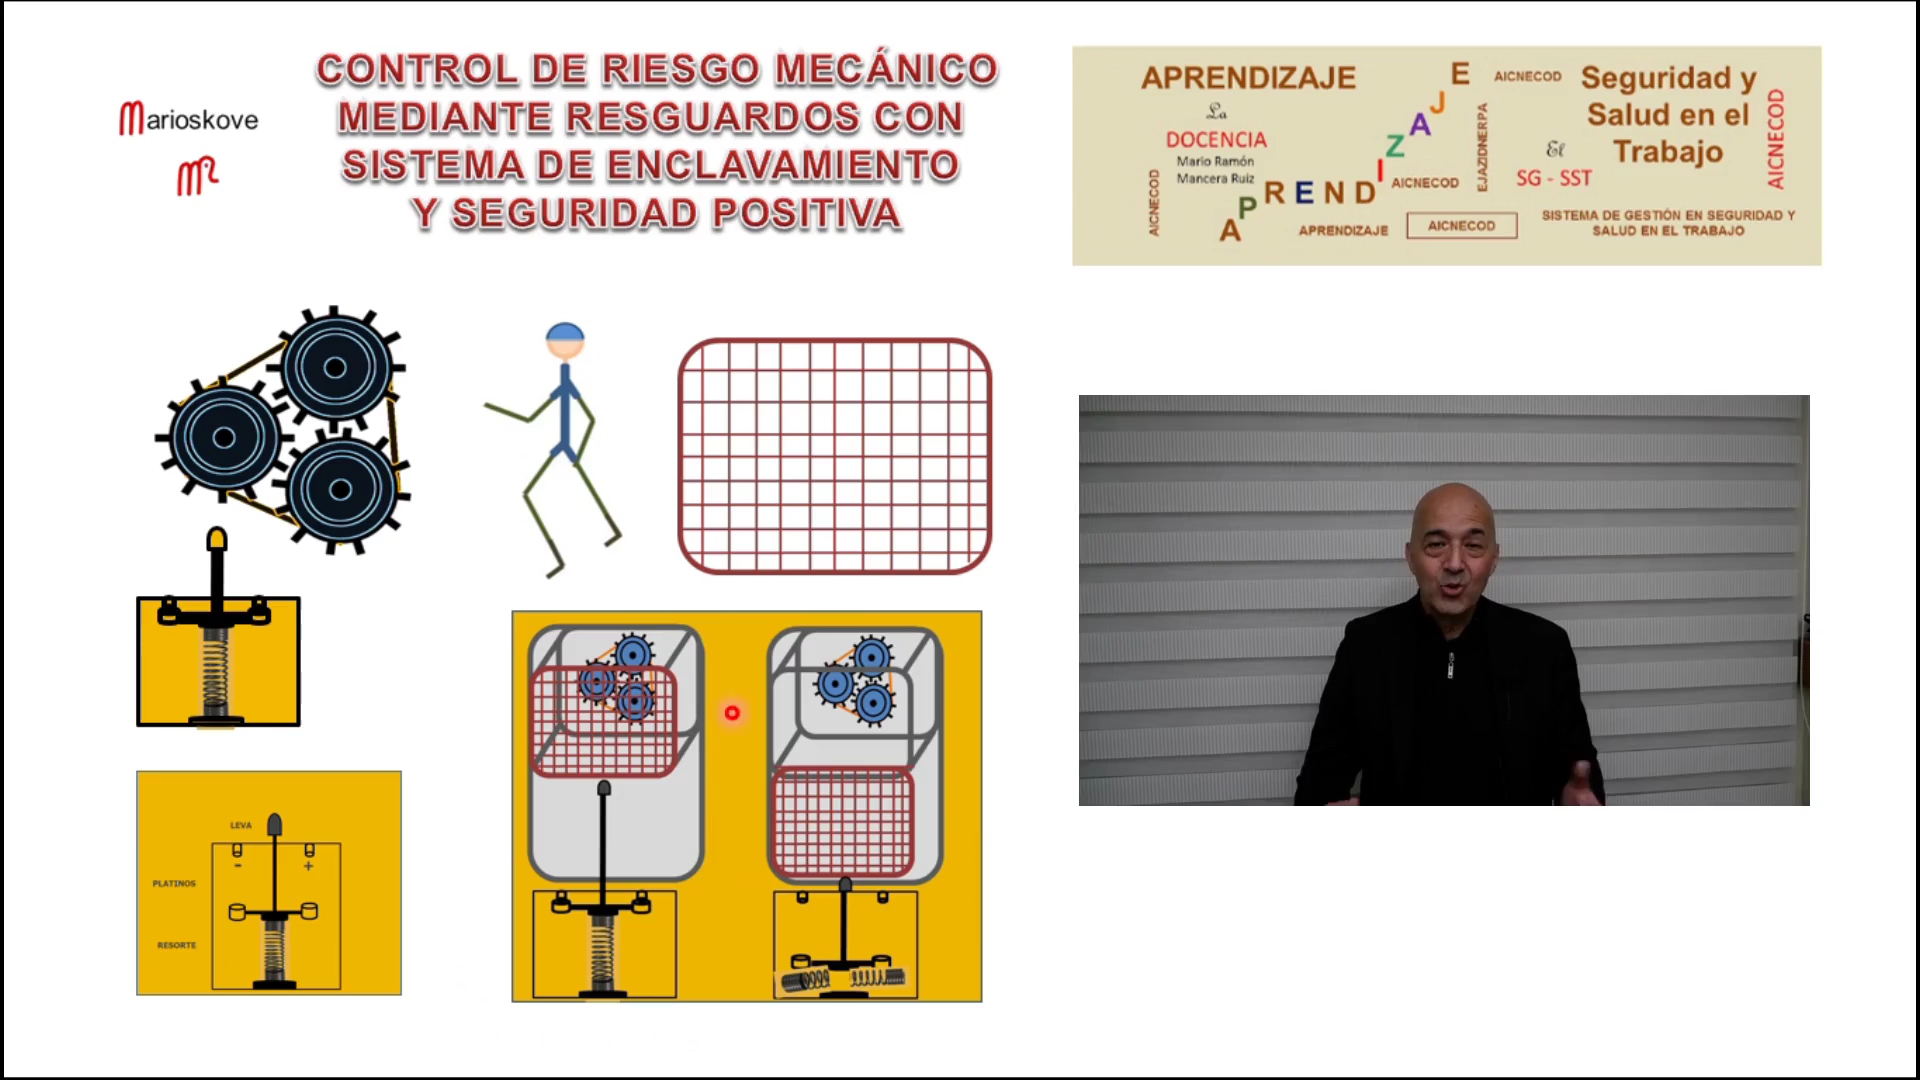 Marioskove
CONTROL DE RIESGO MECÁNICO
MEDIANTE RESGUARDOS CON
SISTEMA DE ENCLAVAMIENTO
Y SEGURIDAD POSITIVA
APRENDIZAJE
La
DOCENCIA
Mario Ramón
Mancera Ruiz
AICNECOD
APRENDIZAJE
AICNECOD
AICNECOD
EJAZIDNERPA
APRENDIZAJE
AICNECOD
El
SG - SST
Seguridad y
Salud en el
Trabajo
AICNECOD
SISTEMA DE GESTIÓN EN SEGURIDAD Y
SALUD EN EL TRABAJO
LEVA
- +
PLATINOS
RESORTE